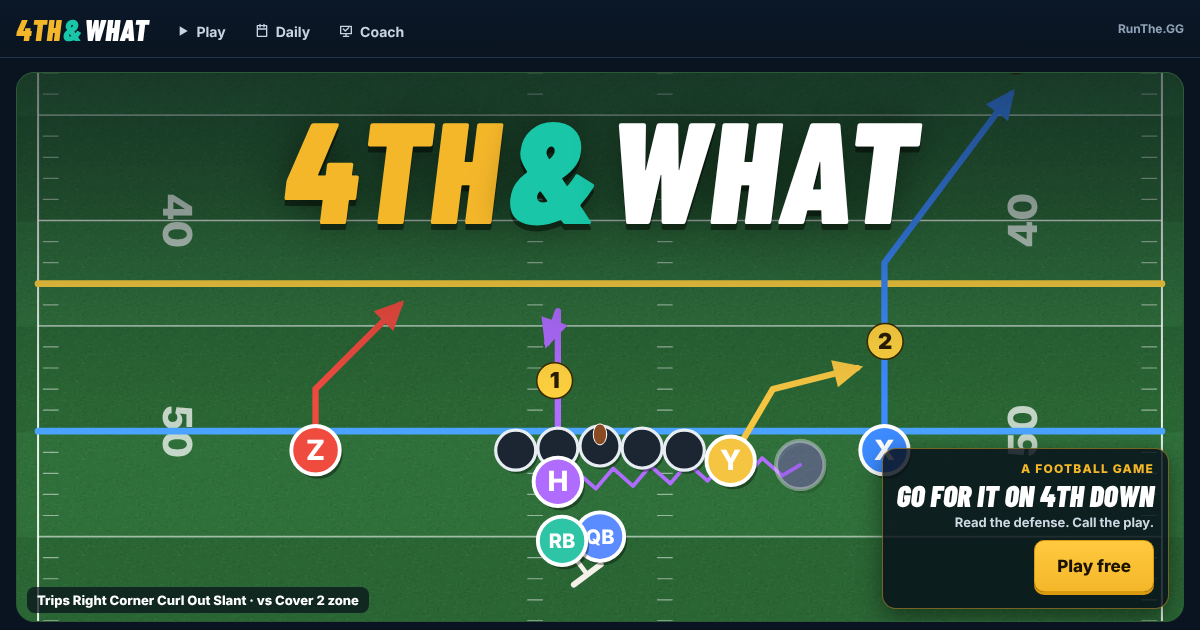 4TH& WHAT
Play
Daily
Coach
RunThe.GG
4TH& WHAT
40
40
50
50
1
2
Z
H
Y
X
RB
QB
A FOOTBALL GAME
GO FOR IT ON 4TH DOWN
Read the defense. Call the play.
Play free
Trips Right Corner Curl Out Slant · vs Cover 2 zone